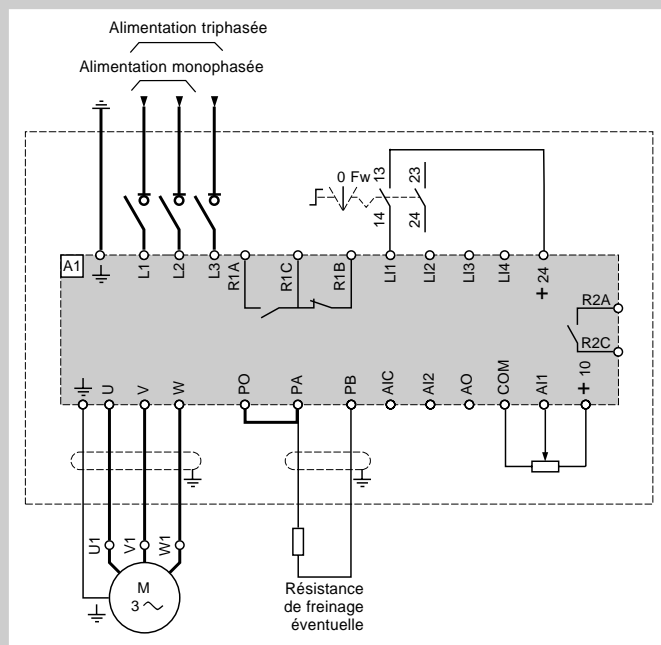 Alimentation triphasée
Alimentation monophasée
0 Fw
13
23
14
24
A1
L1
L2
L3
R1A
R1C
R1B
LI1
LI2
LI3
LI4
+ 24
R2A
R2C
U
V
W
PO
PA
PB
AIC
AI2
AO
COM
AI1
+ 10
U1
V1
W1
M
3
Résistance
de freinage
éventuelle